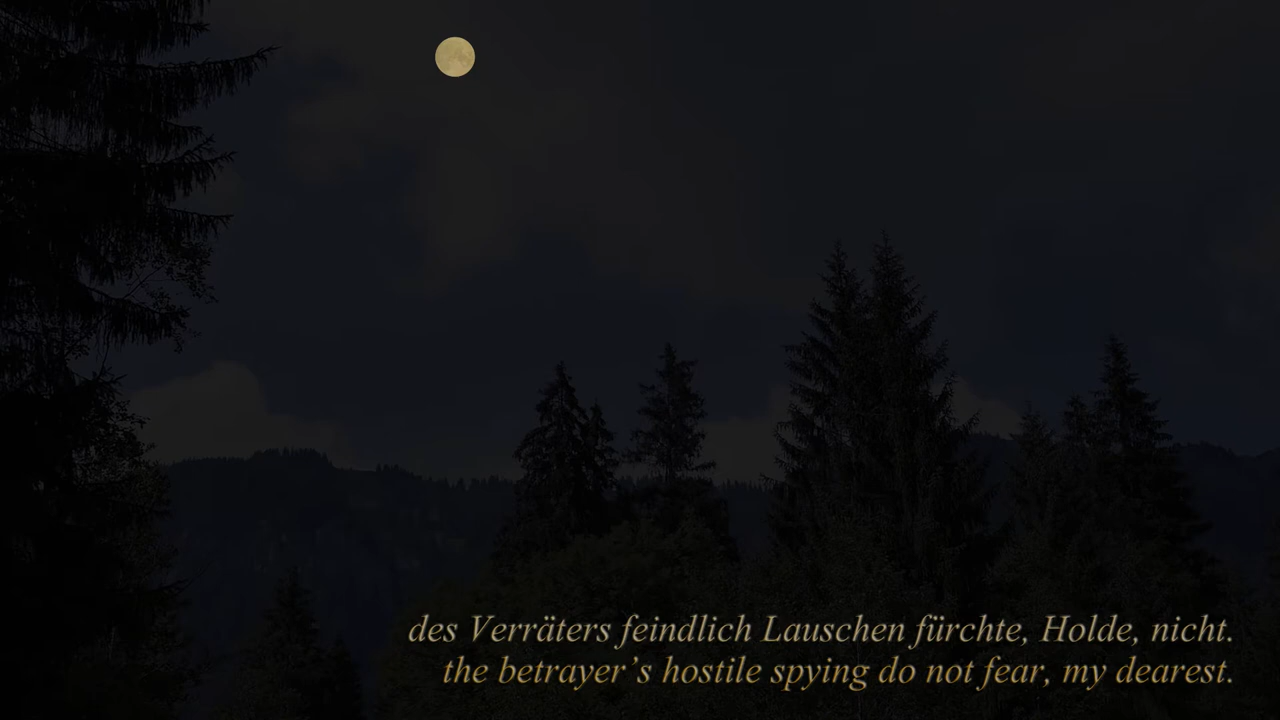 des Verräters feindlich Lauschen fürchte, Holde, nicht.
the betrayer’s hostile spying do not fear, my dearest.